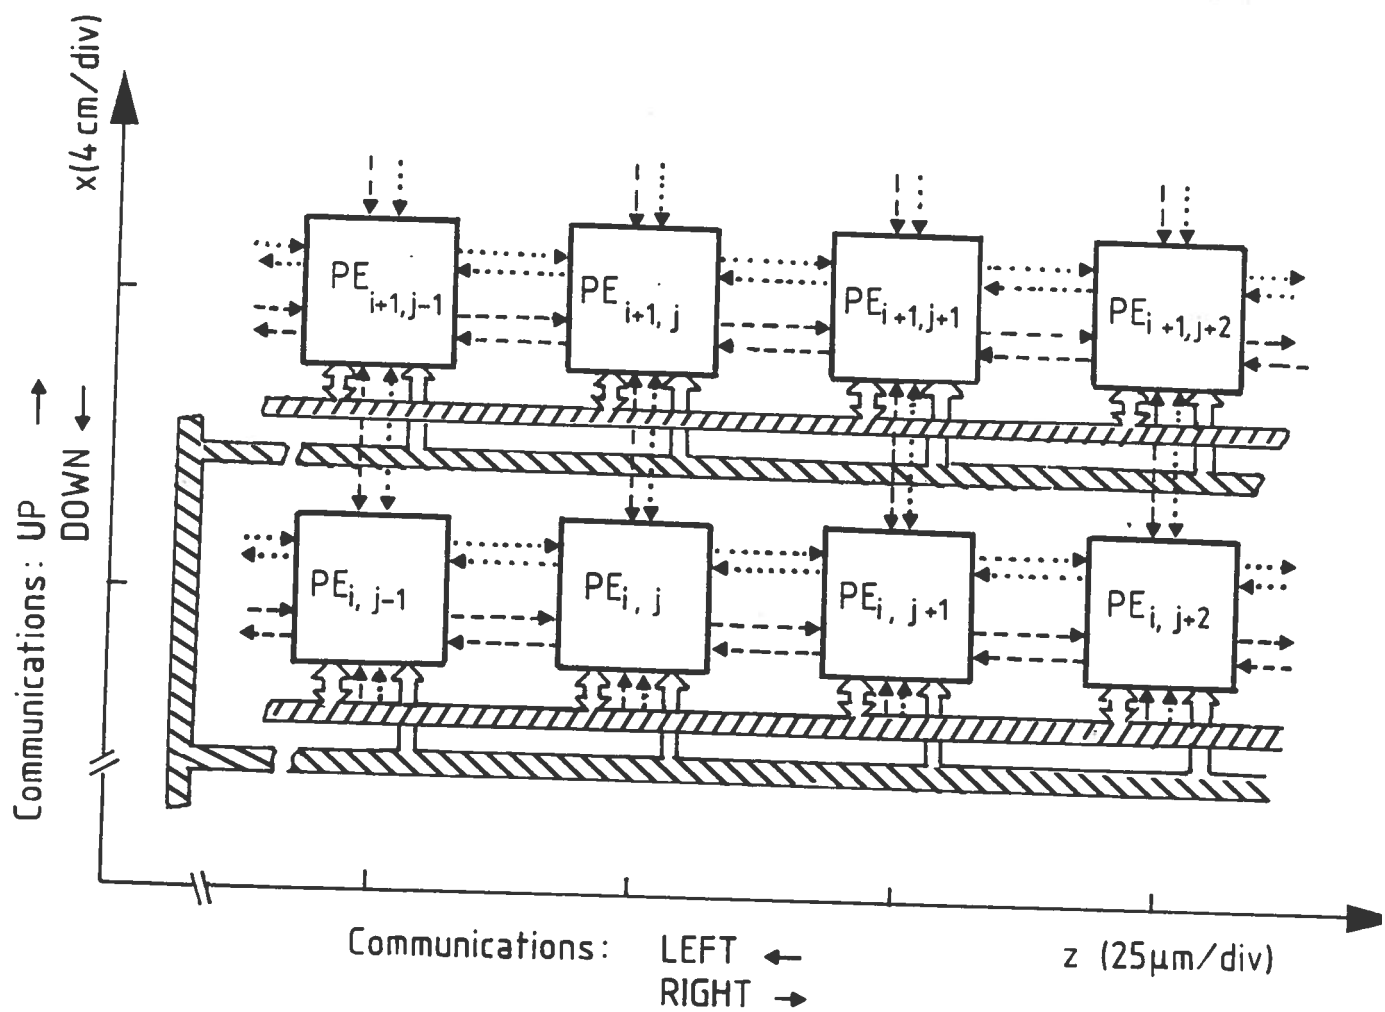 x(4 cm/div)
PE i+1,j-1
PE i+1, j
PE i+1,j+1
PE i+1,j+2
Communications: UP
DOWN
PE i, j-1
PE i, j
PE i, j+1
PE i, j+2
Communications: LEFT
RIGHT
z (25µm/div)